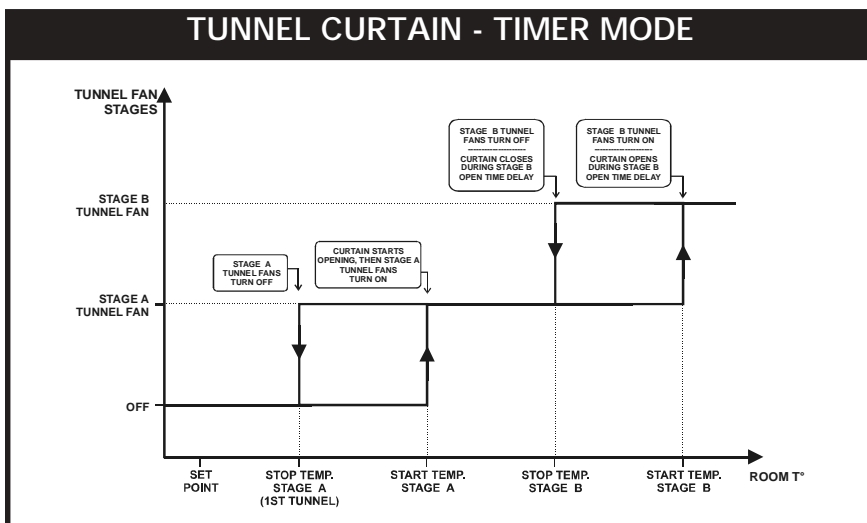 TUNNEL CURTAIN - TIMER MODE
TUNNEL FAN
STAGES
STAGE B TUNNEL
FANS TURN OFF
----------------------
CURTAIN CLOSES
DURING STAGE B
OPEN TIME DELAY
STAGE B TUNNEL
FANS TURN ON
----------------------
CURTAIN OPENS
DURING STAGE B
OPEN TIME DELAY
STAGE B
TUNNEL FAN
STAGE A
TUNNEL FANS
TURN OFF
CURTAIN STARTS
OPENING, THEN STAGE A
TUNNEL FANS
TURN ON
STAGE A
TUNNEL FAN
OFF
SET
POINT
STOP TEMP.
STAGE A
(1ST TUNNEL)
START TEMP.
STAGE A
STOP TEMP.
STAGE B
START TEMP.
STAGE B
ROOM T°